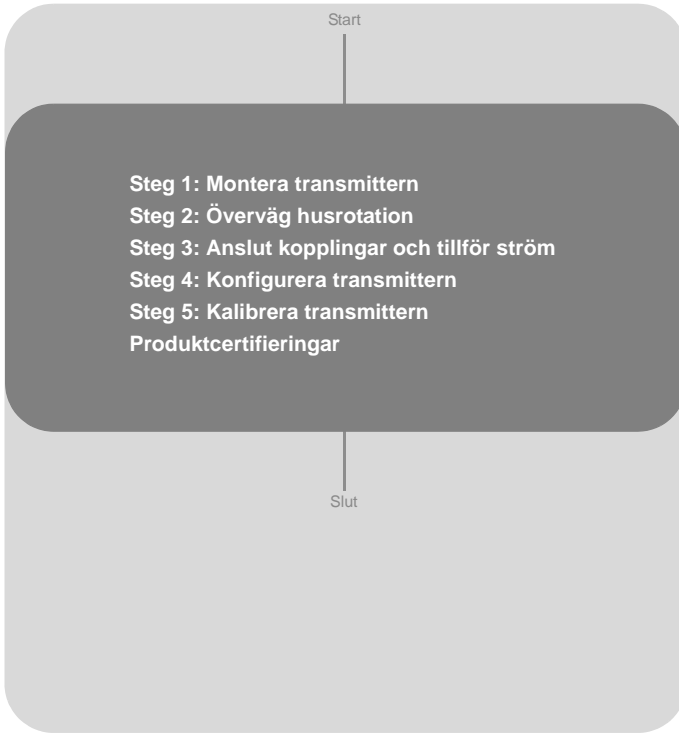 Start
Steg 1: Montera transmittern
Steg 2: Överväg husrotation
Steg 3: Anslut kopplingar och tillför ström
Steg 4: Konfigurera transmittern
Steg 5: Kalibrera transmittern
Produktcertifieringar
Slut